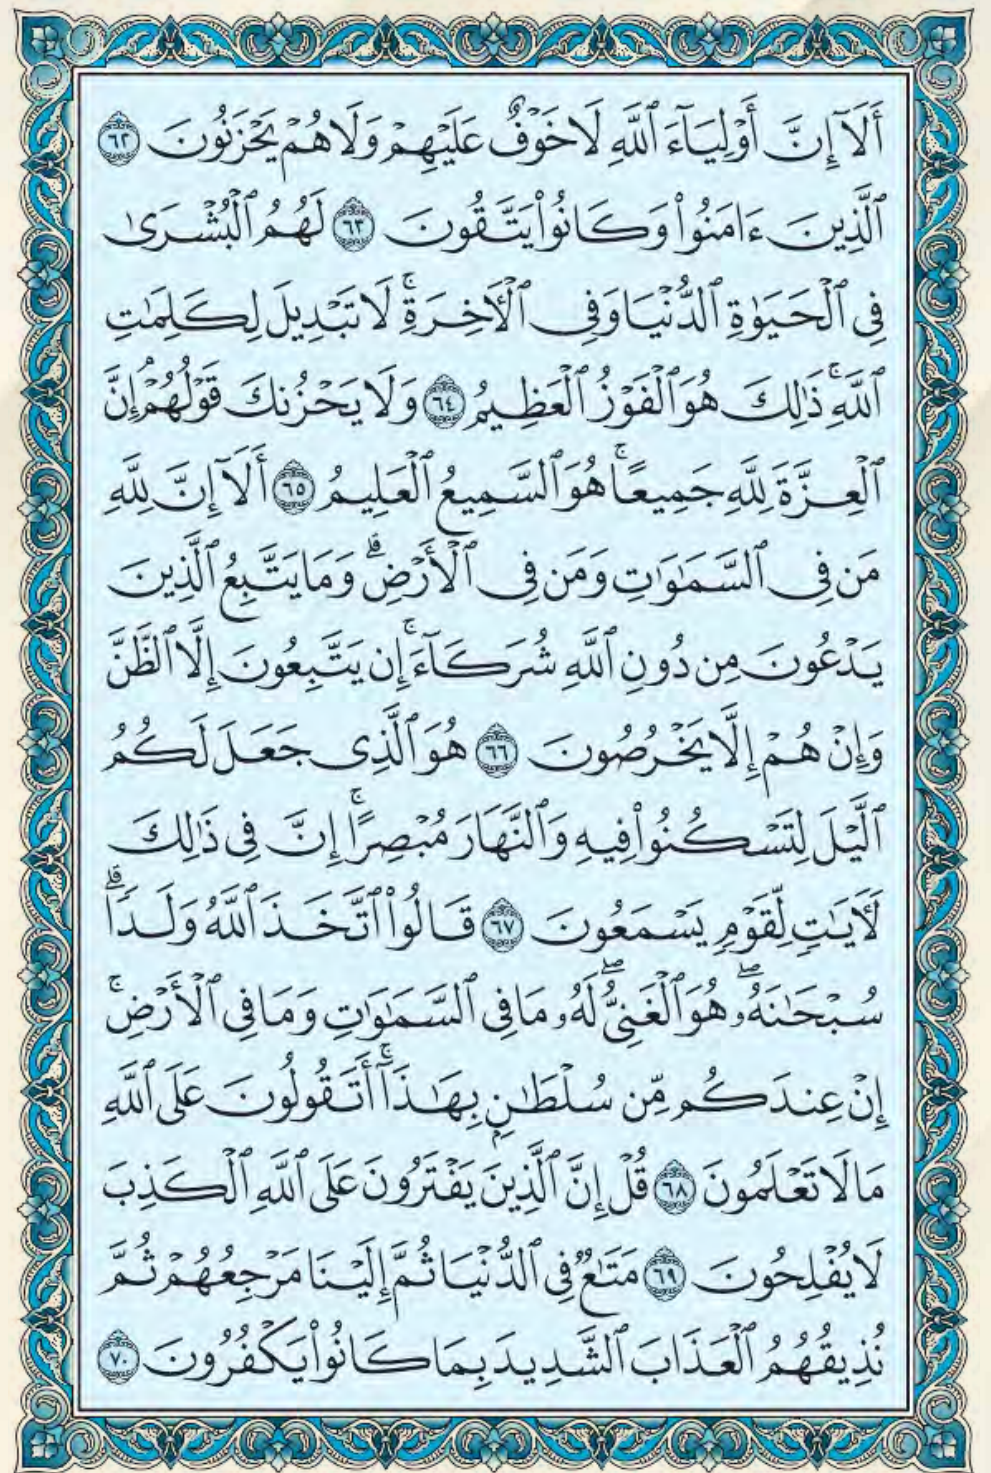 أَلَآ إِنَّ أَوْلِيَآءَ ٱللَّهِ لَا خَوْفٌ عَلَيْهِمْ وَلَا هُمْ يَحْزَنُونَ ٦٢
ٱلَّذِينَ ءَامَنُوا۟ وَكَانُوا۟ يَتَّقُونَ ٦٣ لَهُمُ ٱلْبُشْرَىٰ
فِى ٱلْحَيَوٰةِ ٱلدُّنْيَا وَفِى ٱلْـَٔاخِرَةِ ۚ لَا تَبْدِيلَ لِكَلِمَـٰتِ
ٱللَّهِ ۚ ذَٰلِكَ هُوَ ٱلْفَوْزُ ٱلْعَظِيمُ ٦٤ وَلَا يَحْزُنكَ قَوْلُهُمْ ۘ إِنَّ
ٱلْعِزَّةَ لِلَّهِ جَمِيعًا ۚ هُوَ ٱلسَّمِيعُ ٱلْعَلِيمُ ٦٥ أَلَآ إِنَّ لِلَّهِ
مَن فِى ٱلسَّمَـٰوَٰتِ وَمَن فِى ٱلْأَرْضِ ۗ وَمَا يَتَّبِعُ ٱلَّذِينَ
يَدْعُونَ مِن دُونِ ٱللَّهِ شُرَكَآءَ ۚ إِن يَتَّبِعُونَ إِلَّا ٱلظَّنَّ
وَإِنْ هُمْ إِلَّا يَخْرُصُونَ ٦٦ هُوَ ٱلَّذِى جَعَلَ لَكُمُ
ٱلَّيْلَ لِتَسْكُنُوا۟ فِيهِ وَٱلنَّهَارَ مُبْصِرًا ۚ إِنَّ فِى ذَٰلِكَ
لَـَٔايَـٰتٍ لِّقَوْمٍ يَسْمَعُونَ ٦٧ قَالُوا۟ ٱتَّخَذَ ٱللَّهُ وَلَدًا ۗ
سُبْحَـٰنَهُۥ ۖ هُوَ ٱلْغَنِىُّ ۖ لَهُۥ مَا فِى ٱلسَّمَـٰوَٰتِ وَمَا فِى ٱلْأَرْضِ ۚ
إِنْ عِندَكُم مِّن سُلْطَـٰنٍۭ بِهَـٰذَآ ۚ أَتَقُولُونَ عَلَى ٱللَّهِ
مَا لَا تَعْلَمُونَ ٦٨ قُلْ إِنَّ ٱلَّذِينَ يَفْتَرُونَ عَلَى ٱللَّهِ ٱلْكَذِبَ
لَا يُفْلِحُونَ ٦٩ مَتَـٰعٌ فِى ٱلدُّنْيَا ثُمَّ إِلَيْنَا مَرْجِعُهُمْ ثُمَّ
نُذِيقُهُمُ ٱلْعَذَابَ ٱلشَّدِيدَ بِمَا كَانُوا۟ يَكْفُرُونَ ٧٠